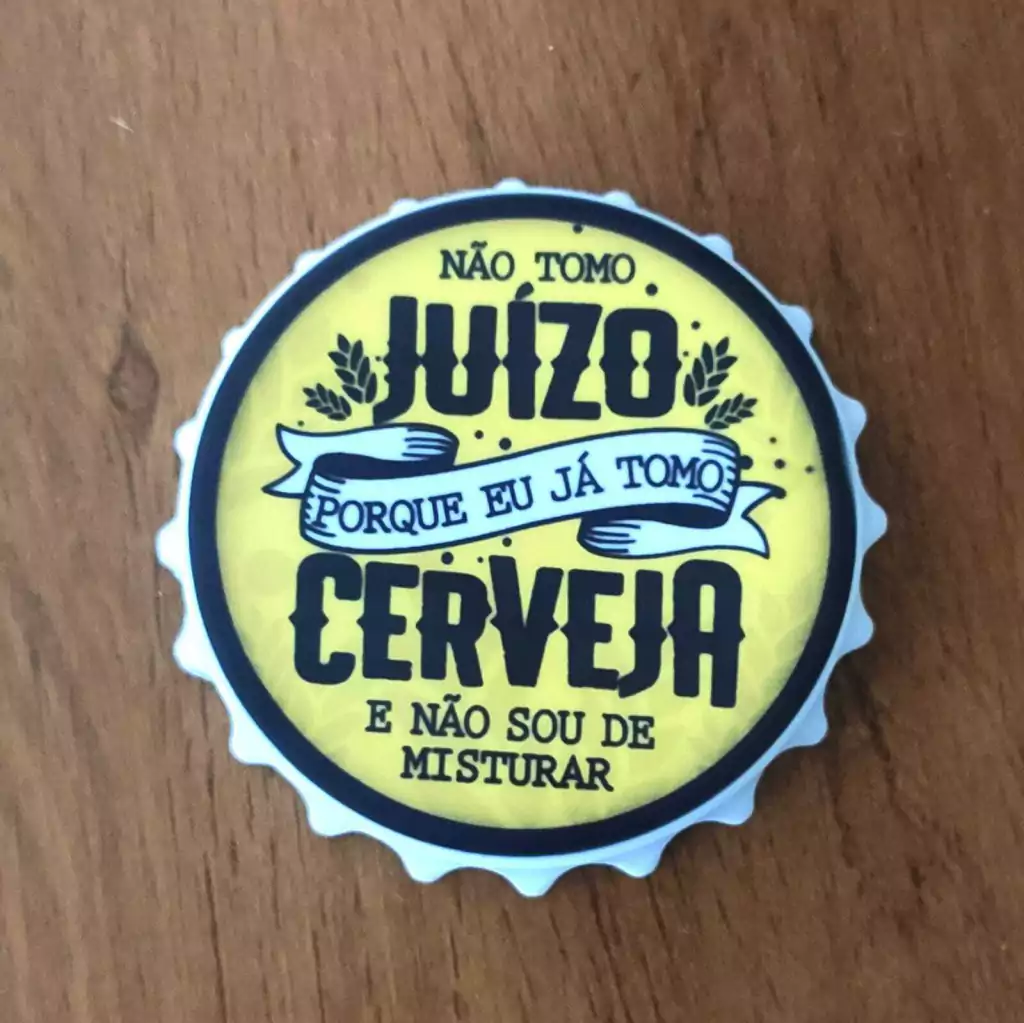 NÃO TOMO
JUÍZO
PORQUE EU JÁ TOMO
CERVEJA
E NÃO SOU DE
MISTURAR